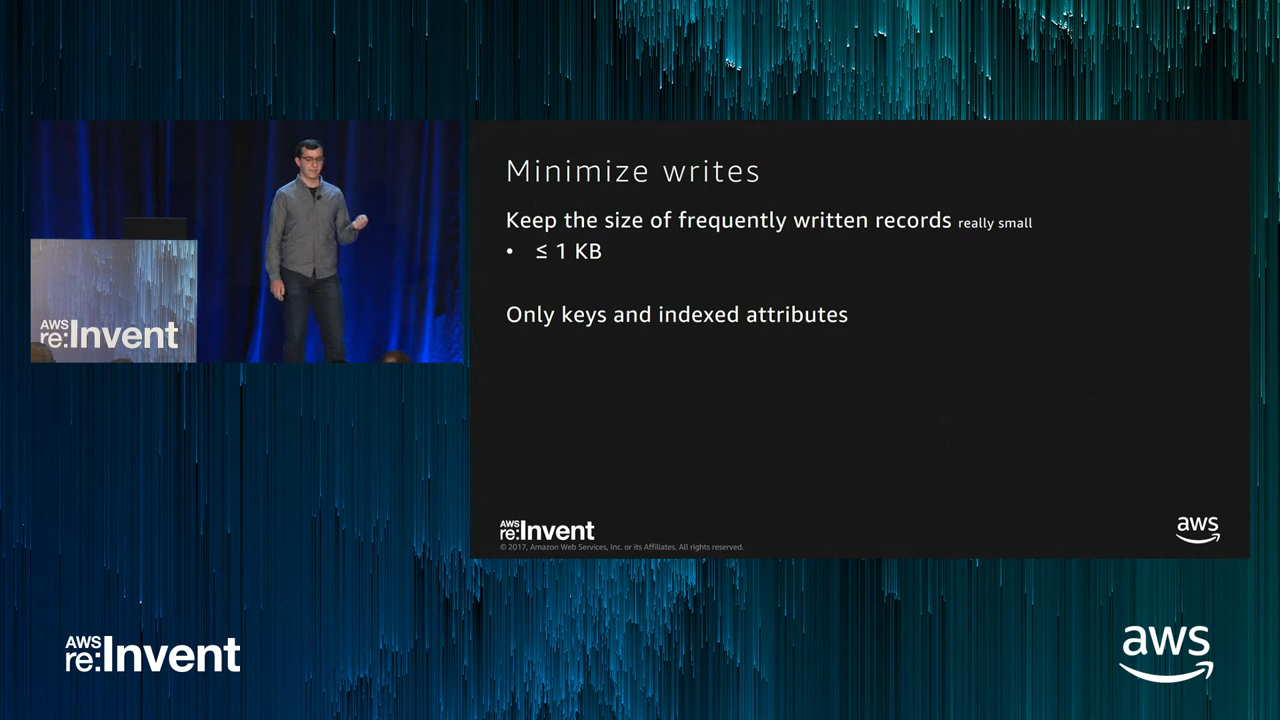 Minimize writes
Keep the size of frequently written records really small
• ≤ 1 KB
Only keys and indexed attributes
AWS
re:Invent
AWS
re:Invent
© 2017, Amazon Web Services, Inc. or its Affiliates. All rights reserved.
aws
AWS
re:Invent
aws